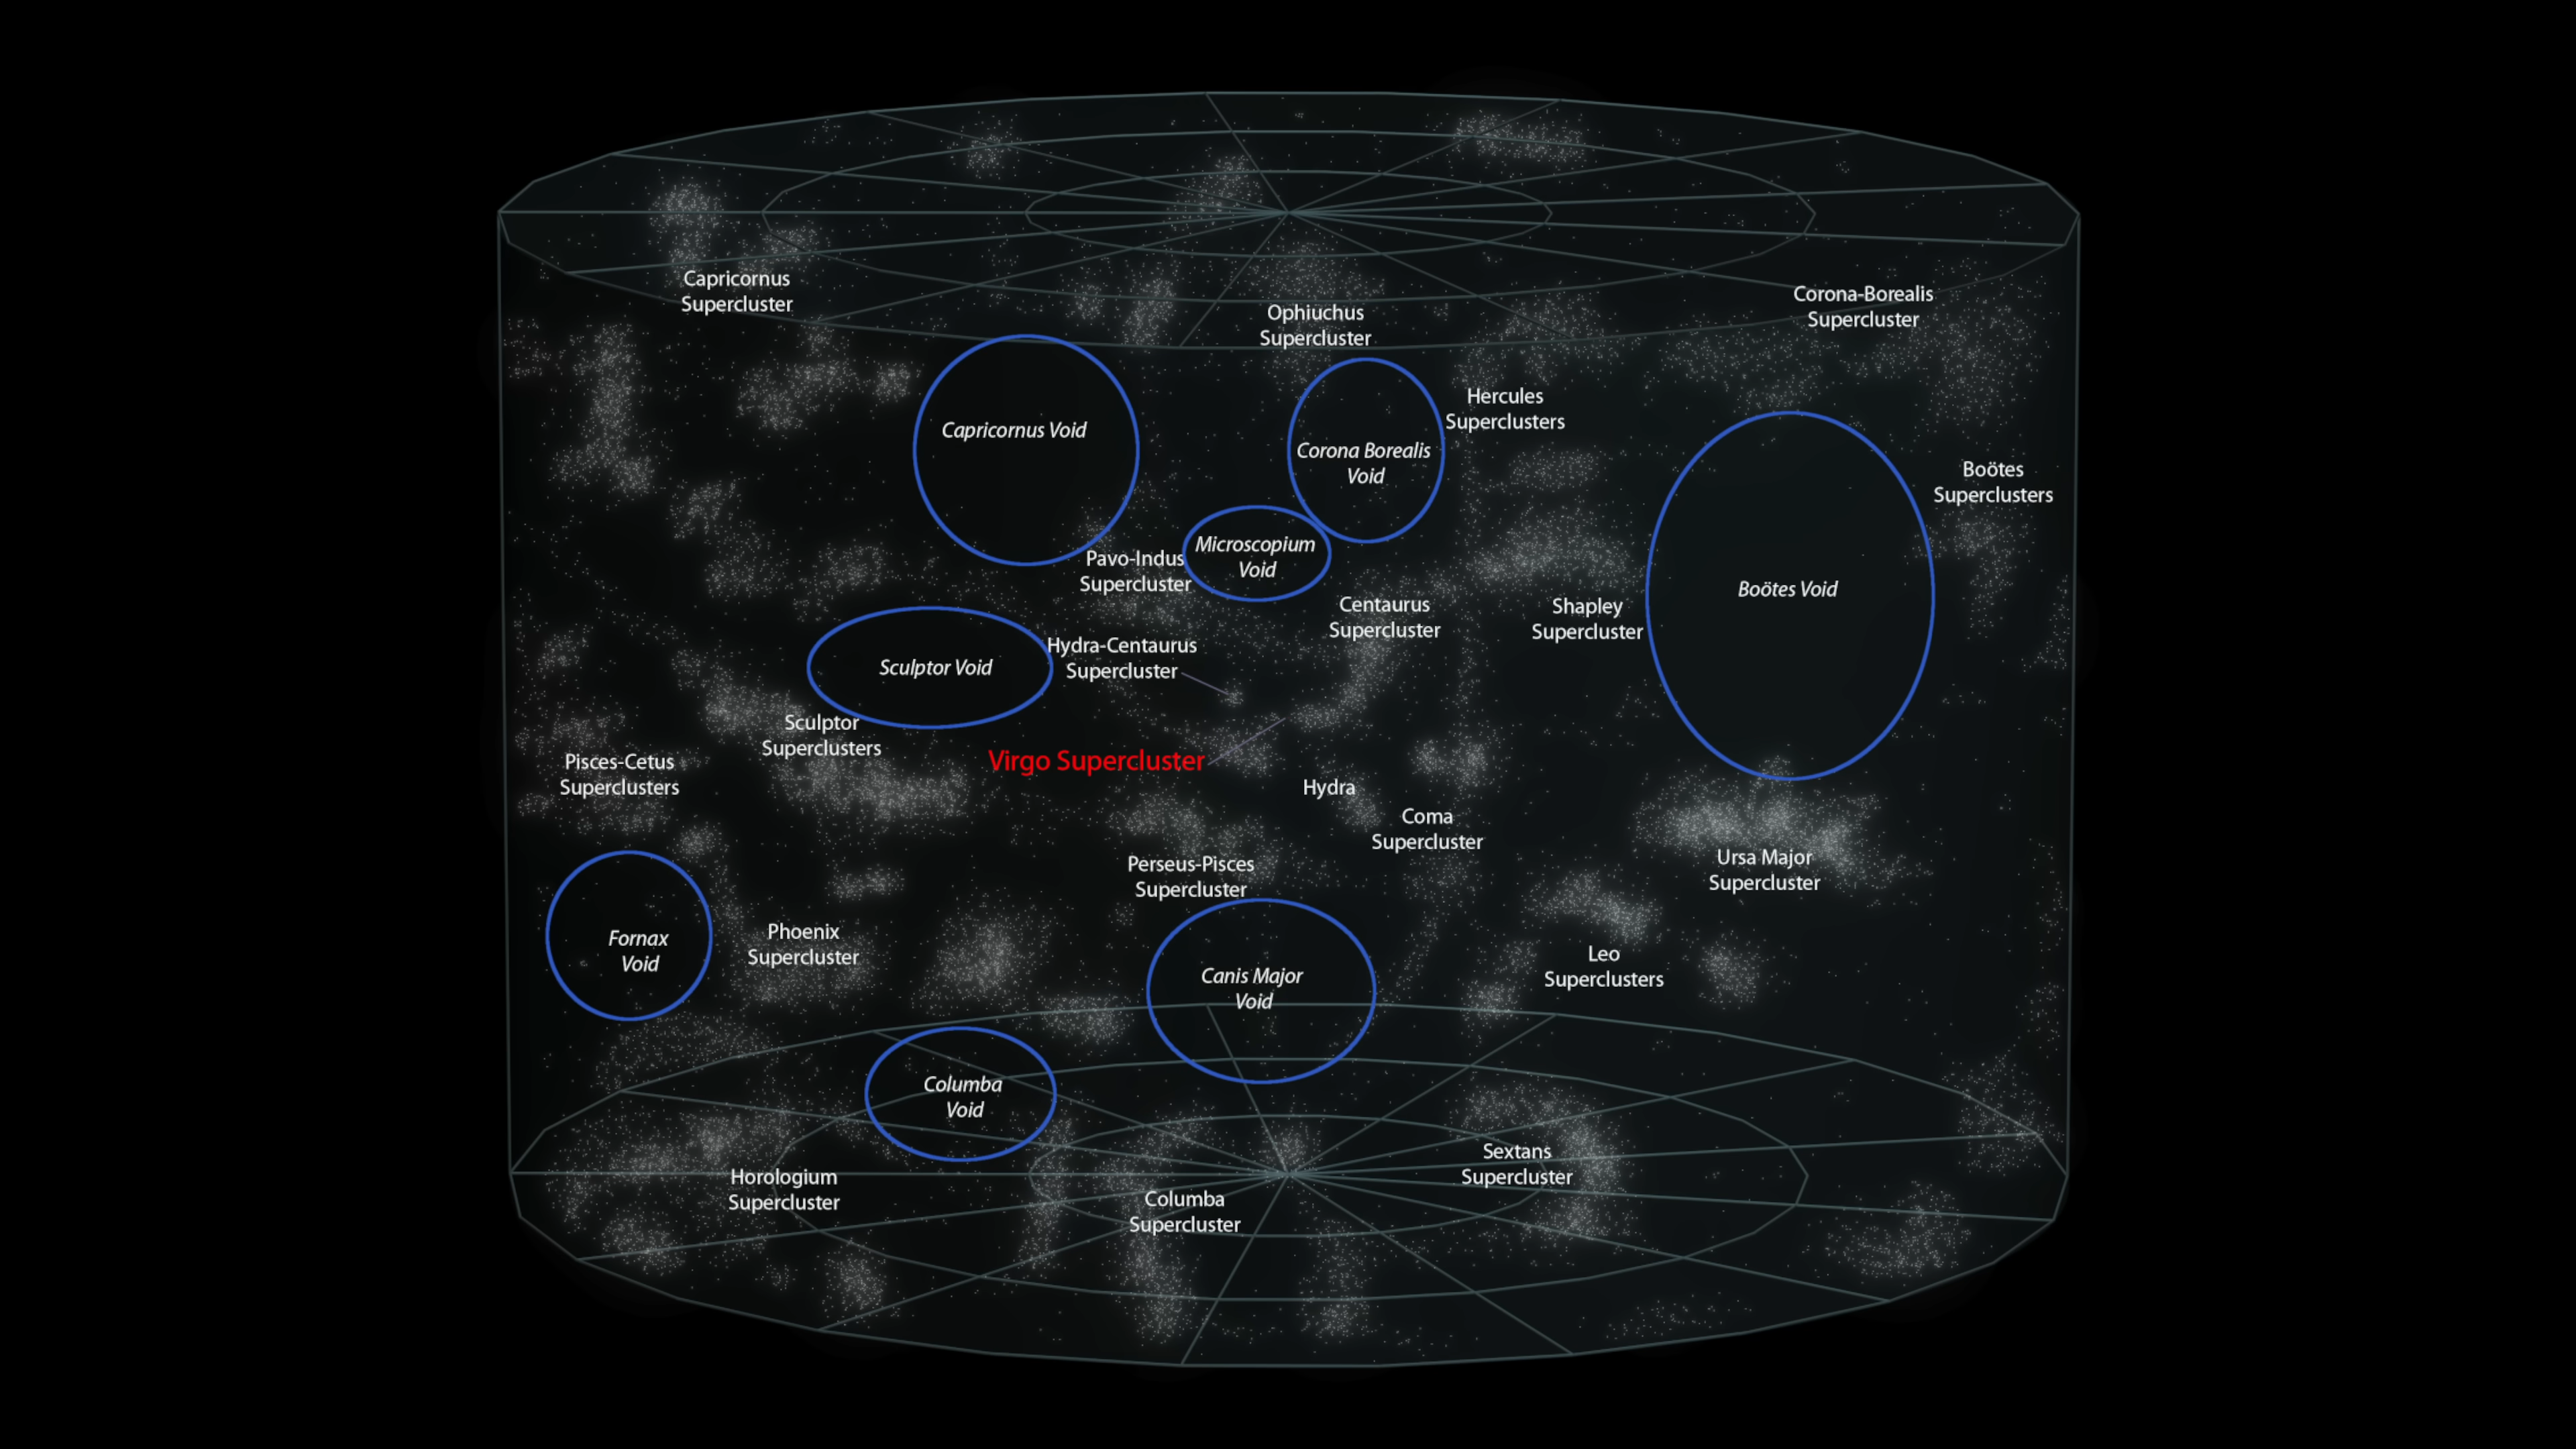 Capricornus
Supercluster
Corona-Borealis
Supercluster
Ophiuchus
Supercluster
Hercules
Superclusters
Capricornus Void
Corona Borealis
Void
Boötes
Superclusters
Microscopium
Void
Pavo-Indus
Supercluster
Boötes Void
Centaurus
Supercluster
Shapley
Supercluster
Hydra-Centaurus
Supercluster
Sculptor Void
Sculptor
Superclusters
Virgo Supercluster
Pisces-Cetus
Superclusters
Hydra
Coma
Supercluster
Perseus-Pisces
Supercluster
Ursa Major
Supercluster
Fornax
Void
Phoenix
Supercluster
Leo
Superclusters
Canis Major
Void
Columba
Void
Sextans
Supercluster
Horologium
Supercluster
Columba
Supercluster